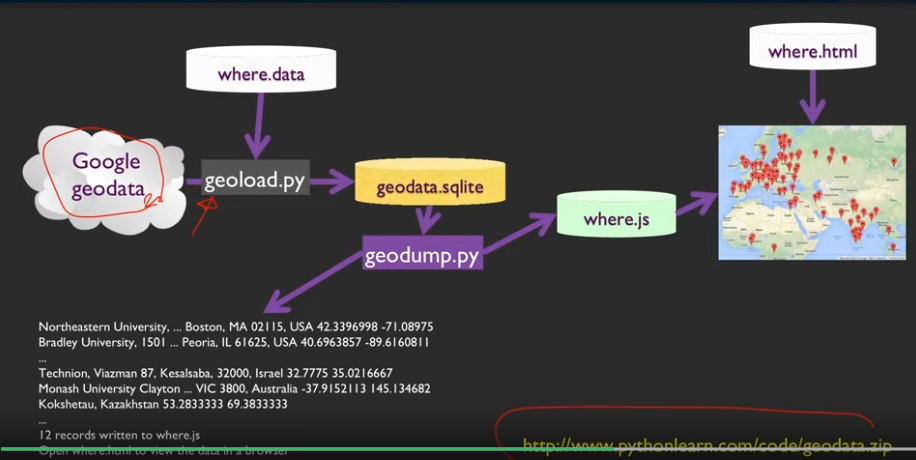 where.data
where.html
Google
geodata
geoload.py
geodata.sqlite
where.js
geodump.py
Northeastern University, ... Boston, MA 02115, USA 42.3396998 -71.08975
Bradley University, 1501 ... Peoria, IL 61625, USA 40.6963857 -89.6160811
...
Technion, Viazman 87, Kesalsaba, 32000, Israel 32.7775 35.0216667
Monash University Clayton ... VIC 3800, Australia -37.9152113 145.134682
Kokshetau, Kazakhstan 53.2833333 69.3833333
...
12 records written to where.js
Open where.html to view the data in a browser
http://www.pythonlearn.com/code/geodata.zip